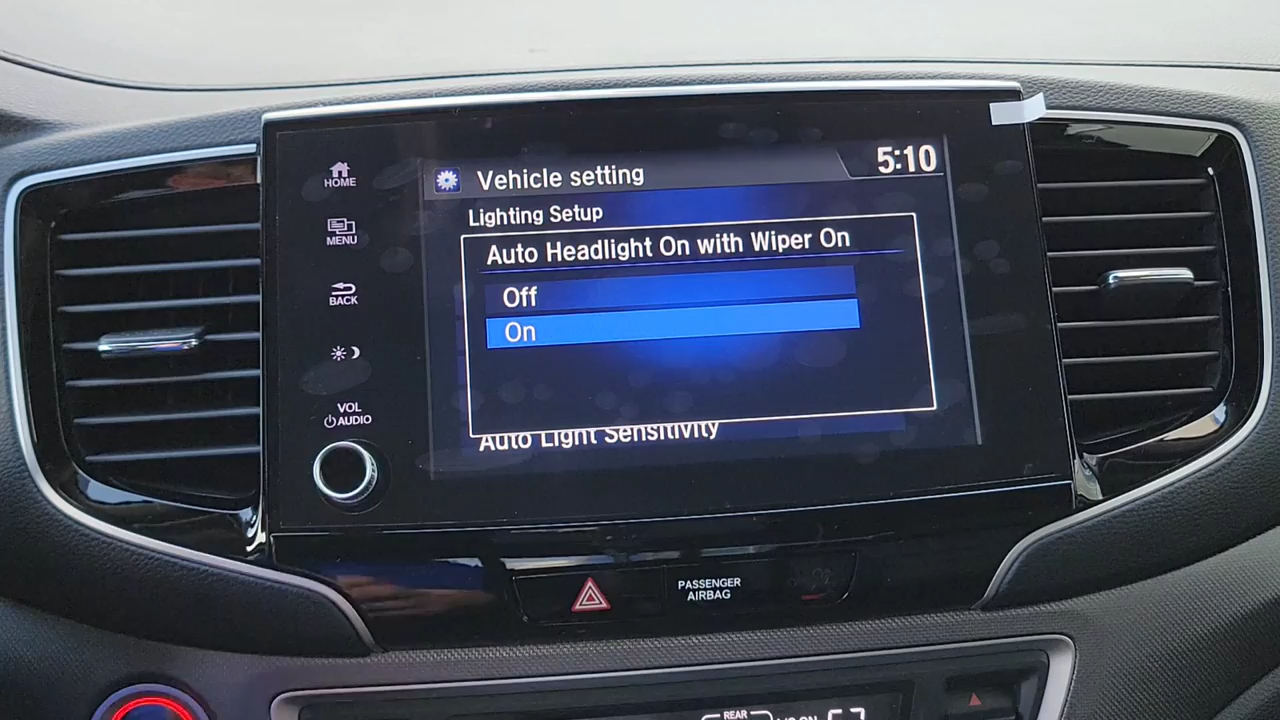 HOME
MENU
BACK
VOL
AUDIO
Vehicle setting
5:10
Lighting Setup
Auto Headlight On with Wiper On
Off
On
Auto Light Sensitivity
PASSENGER
AIRBAG
REAR